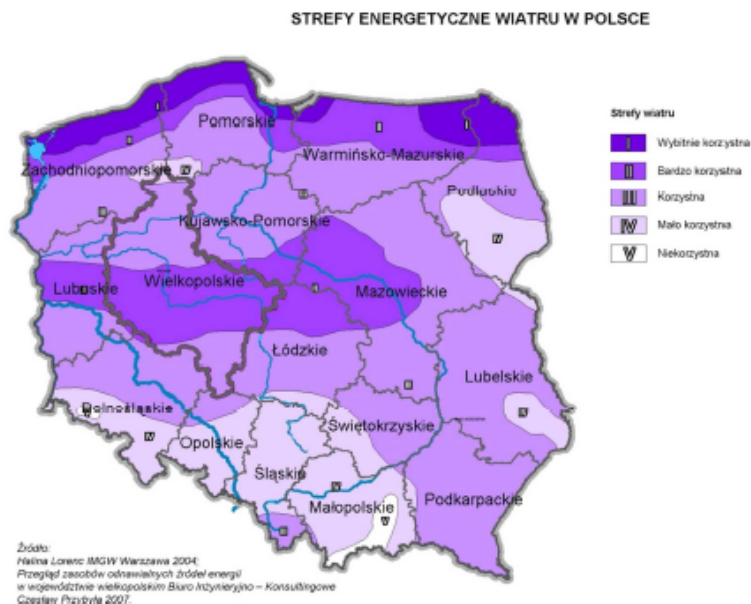 STREFY ENERGETYCZNE WIATRU W POLSCE
Strefy wiatru
I Wybitnie korzystna
II Bardzo korzystna
III Korzystna
IV Mało korzystna
V Niekorzystna
Pomorskie
Warmińsko-Mazurskie
Zachodniopomorskie
Podlaskie
Kujawsko-Pomorskie
Lubuskie
Wielkopolskie
Mazowieckie
Łódzkie
Lubelskie
Dolnośląskie
Opolskie
Świętokrzyskie
Śląskie
Małopolskie
Podkarpackie
Źródło:
Halina Lorenc IMGW Warszawa 2004;
Przegląd zasobów odnawialnych źródeł energii
w województwie wielkopolskim Biuro Inżynieryjno – Konsultingowe
Czesław Przybyła 2007.